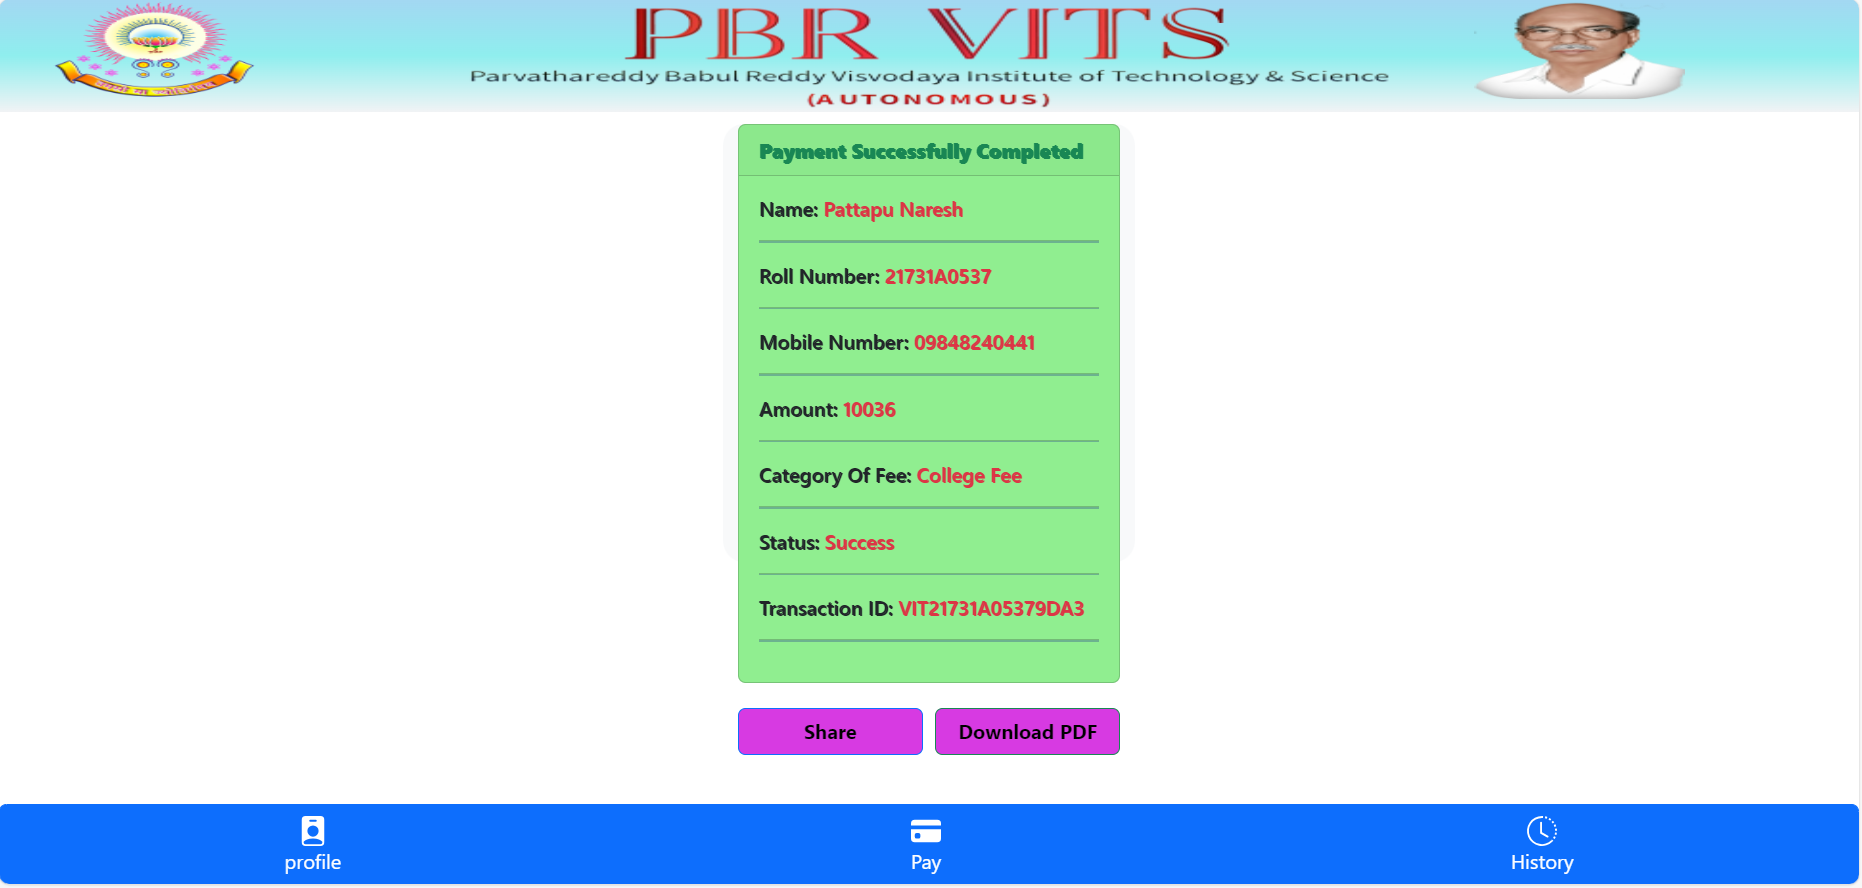 PBR VITS
Parvathareddy Babul Reddy Visvodaya Institute of Technology & Science
(AUTONOMOUS)
Payment Successfully Completed
Name: Pattapu Naresh
Roll Number: 21731A0537
Mobile Number: 09848240441
Amount: 10036
Category Of Fee: College Fee
Status: Success
Transaction ID: VIT21731A05379DA3
Share
Download PDF
profile
Pay
History